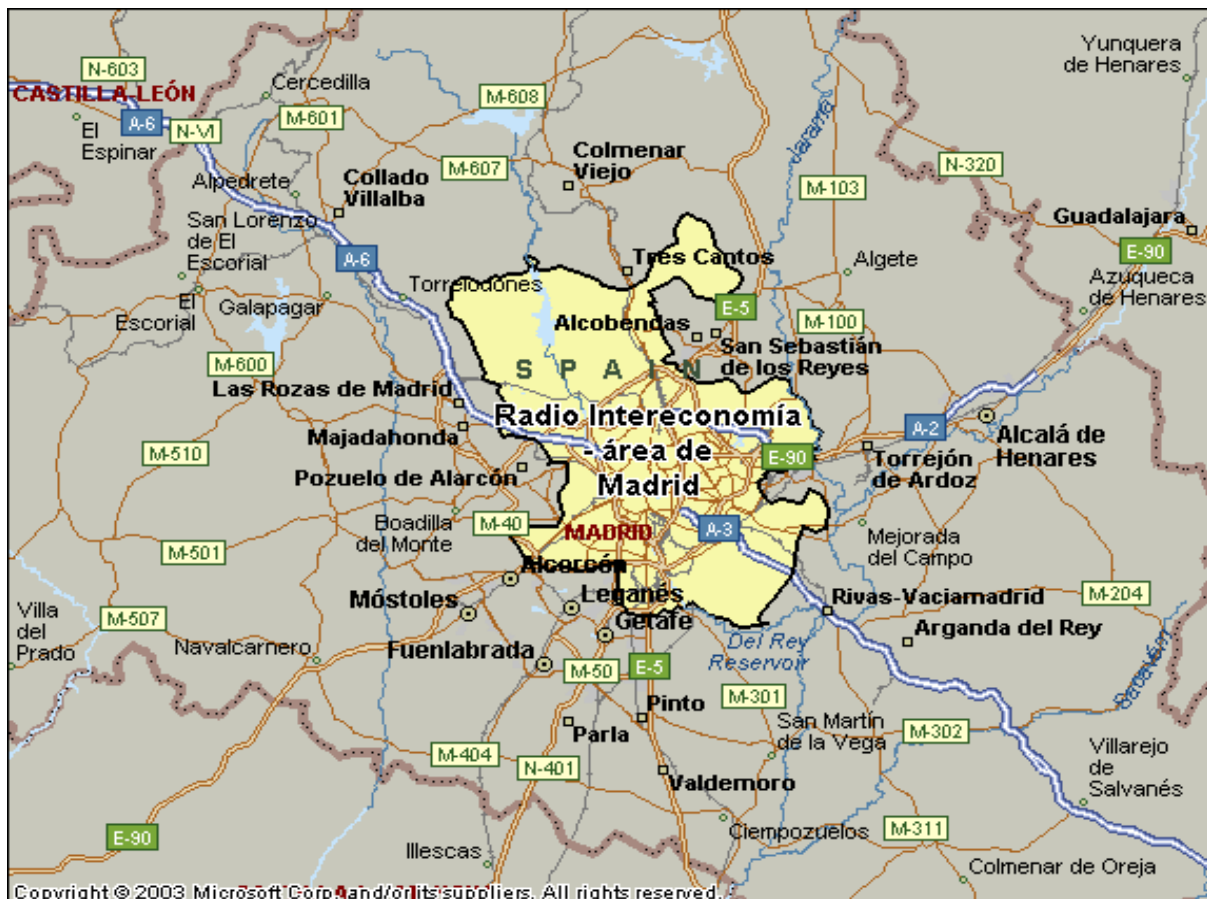 N-603
Yunquera
de Henares
Cercedilla
CASTILLA-LEÓN
M-608
El
Espinar
A-6
N-VI
M-601
Jarama
Colmenar
Viejo
N-320
M-607
Alpedrete
Collado
Villalba
M-103
San Lorenzo
de El
Escorial
Guadalajara
A-6
E-90
Tres Cantos
Algete
Azuqueca
de Henares
El
Escorial
Galapagar
Torrelodones
E-5
Alcobendas
M-100
San Sebastián
de los Reyes
M-600
SPAIN
Las Rozas de Madrid
Radio Intereconomía
- área de
Madrid
A-2
Alcalá de
Henares
Majadahonda
M-510
E-90
Torrejón
de Ardoz
Pozuelo de Alarcón
Boadilla
del Monte
M-40
MADRID
A-3
Mejorada
del Campo
M-501
Alcorcón
Móstoles
Leganés
Rivas-Vaciamadrid
M-204
Villa
del
Prado
M-507
Getafe
Arganda del Rey
Navalcarnero
Fuenlabrada
Del Rey
Reservoir
M-50
E-5
M-301
Pinto
Parla
San Martín
de la Vega
M-302
M-404
N-401
Valdemoro
Villarejo
de
Salvanés
E-90
Ciempozuelos
M-311
Illescas
Colmenar de Oreja
Copyright © 2003 Microsoft Corp. and/or its suppliers. All rights reserved.